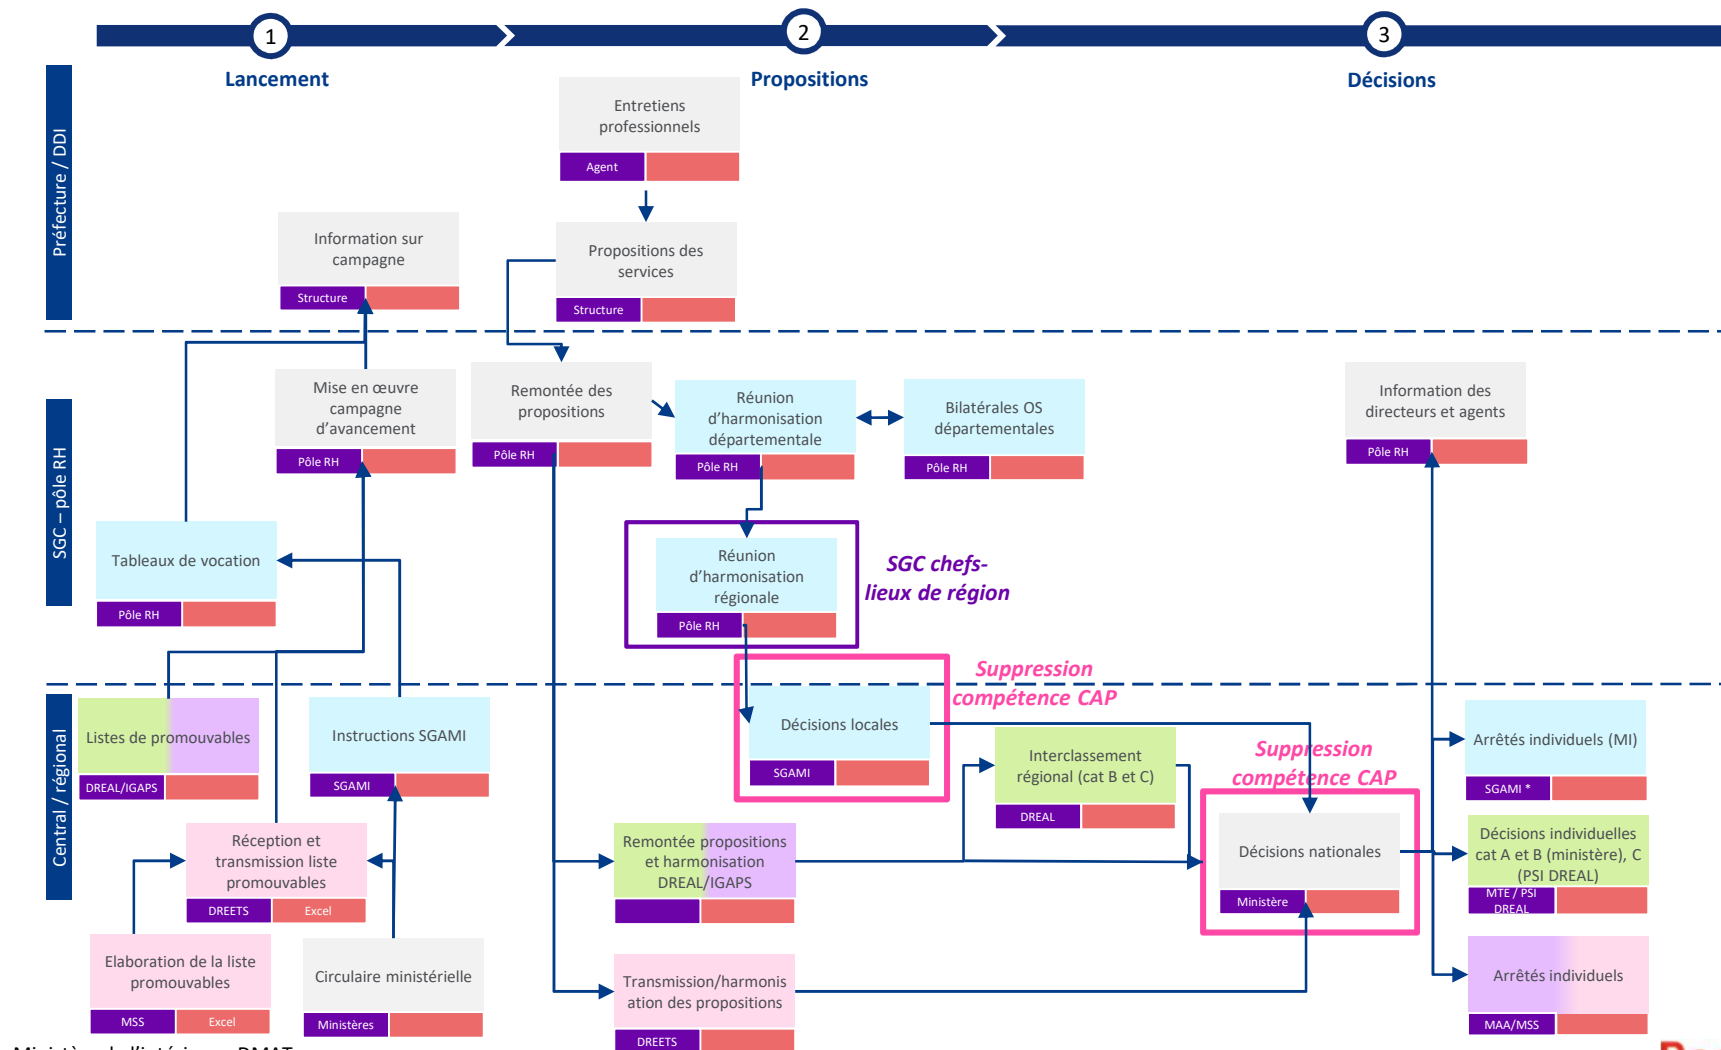 1
2
3
Lancement
Propositions
Décisions
Préfecture / DDI
Entretiens
professionnels
Agent
Information sur
campagne
Structure
Propositions des
services
Structure
SGC – pôle RH
Mise en œuvre
campagne
d'avancement
Pôle RH
Remontée des
propositions
Pôle RH
Réunion
d'harmonisation
départementale
Pôle RH
Bilatérales OS
départementales
Pôle RH
Information des
directeurs et agents
Pôle RH
Tableaux de vocation
Pôle RH
Réunion
d'harmonisation
régionale
Pôle RH
SGC chefs-
lieux de région
Central / régional
Suppression
compétence CAP
Listes de promouvables
DREAL/IGAPS
Instructions SGAMI
SGAMI
Décisions locales
SGAMI
Interclassement
régional (cat B et C)
DREAL
Suppression
compétence CAP
Arrêtés individuels (MI)
SGAMI *
Réception et
transmission liste
promouvables
DREETS
Excel
Remontée propositions
et harmonisation
DREAL/IGAPS
Décisions nationales
Ministère
Décisions individuelles
cat A et B (ministère), C
(PSI DREAL)
MTE / PSI
DREAL
Elaboration de la liste
promouvables
MSS
Excel
Circulaire ministérielle
Ministères
Transmission/harmonis
ation des propositions
DREETS
Arrêtés individuels
MAA/MSS